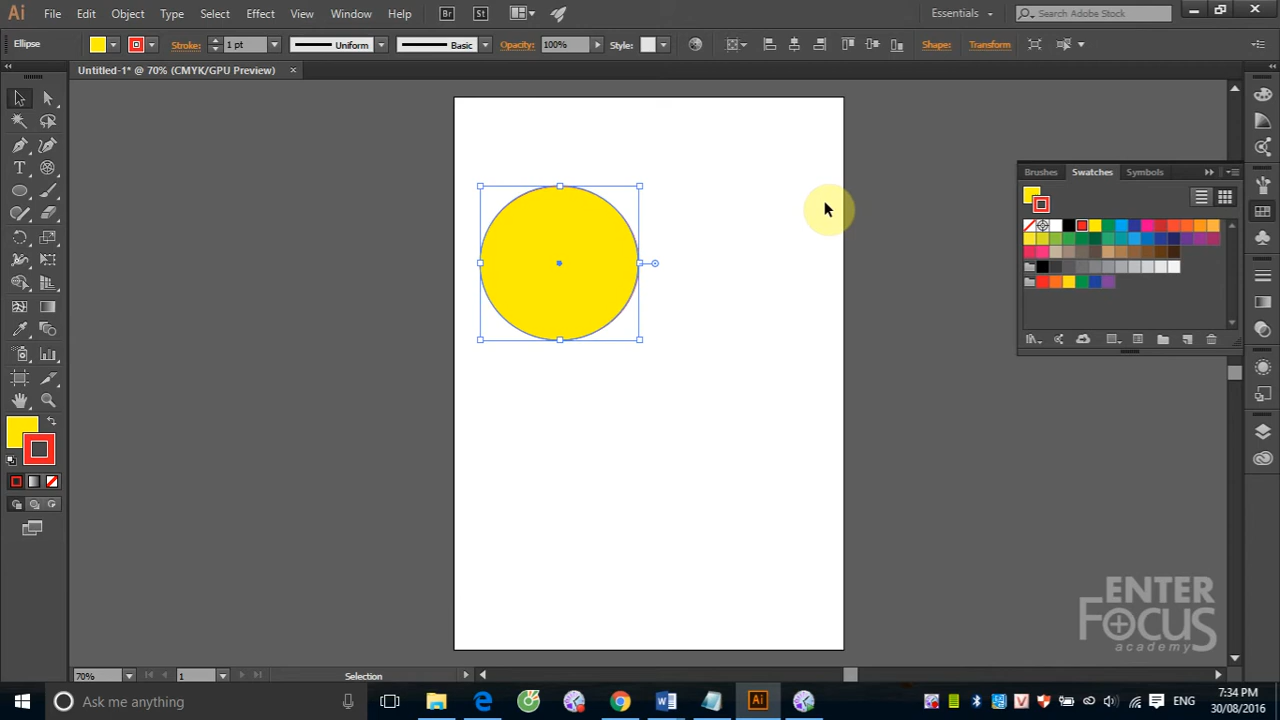 Ai File Edit Object Type Select Effect View Window Help Br St Essentials Search Adobe Stock
Ellipse Stroke: 1 pt Uniform Basic Opacity: 100% Style: Shape: Transform
Untitled-1* @ 70% (CMYK/GPU Preview)
Brushes Swatches Symbols
ENTER
FOCUS
academy
70% 1 Selection
Ask me anything Ai ENG 7:34 PM
30/08/2016